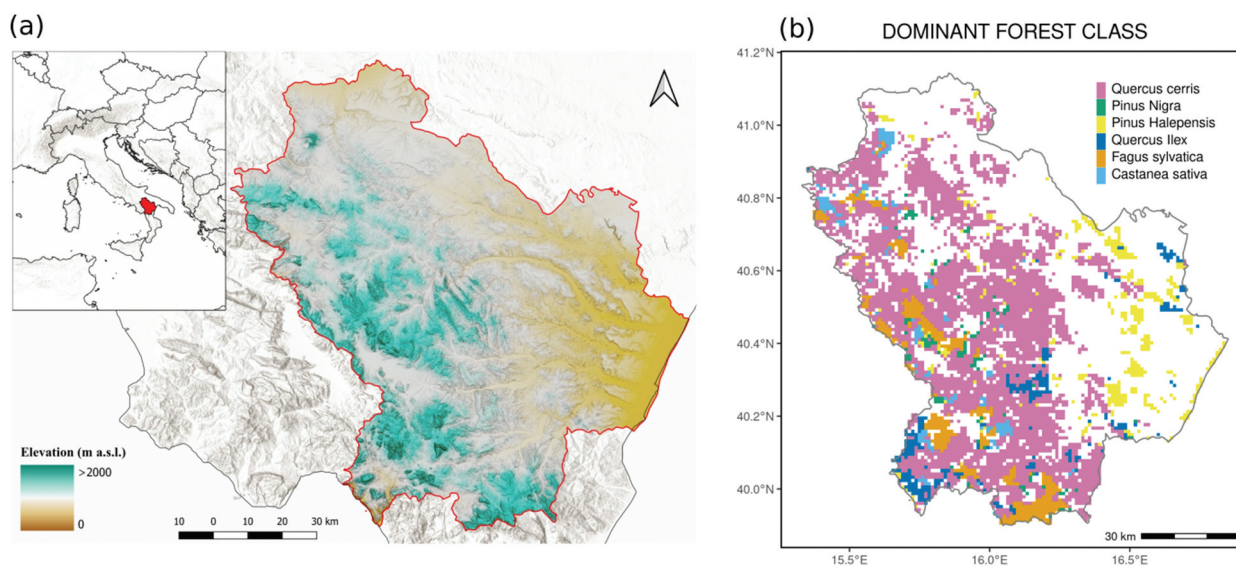 (a)
Elevation (m a.s.l.)
>2000
0
10 0 10 20 30 km
(b)
DOMINANT FOREST CLASS
41.2°N
41.0°N
40.8°N
40.6°N
40.4°N
40.2°N
40.0°N
Quercus cerris
Pinus Nigra
Pinus Halepensis
Quercus Ilex
Fagus sylvatica
Castanea sativa
30 km
15.5°E
16.0°E
16.5°E